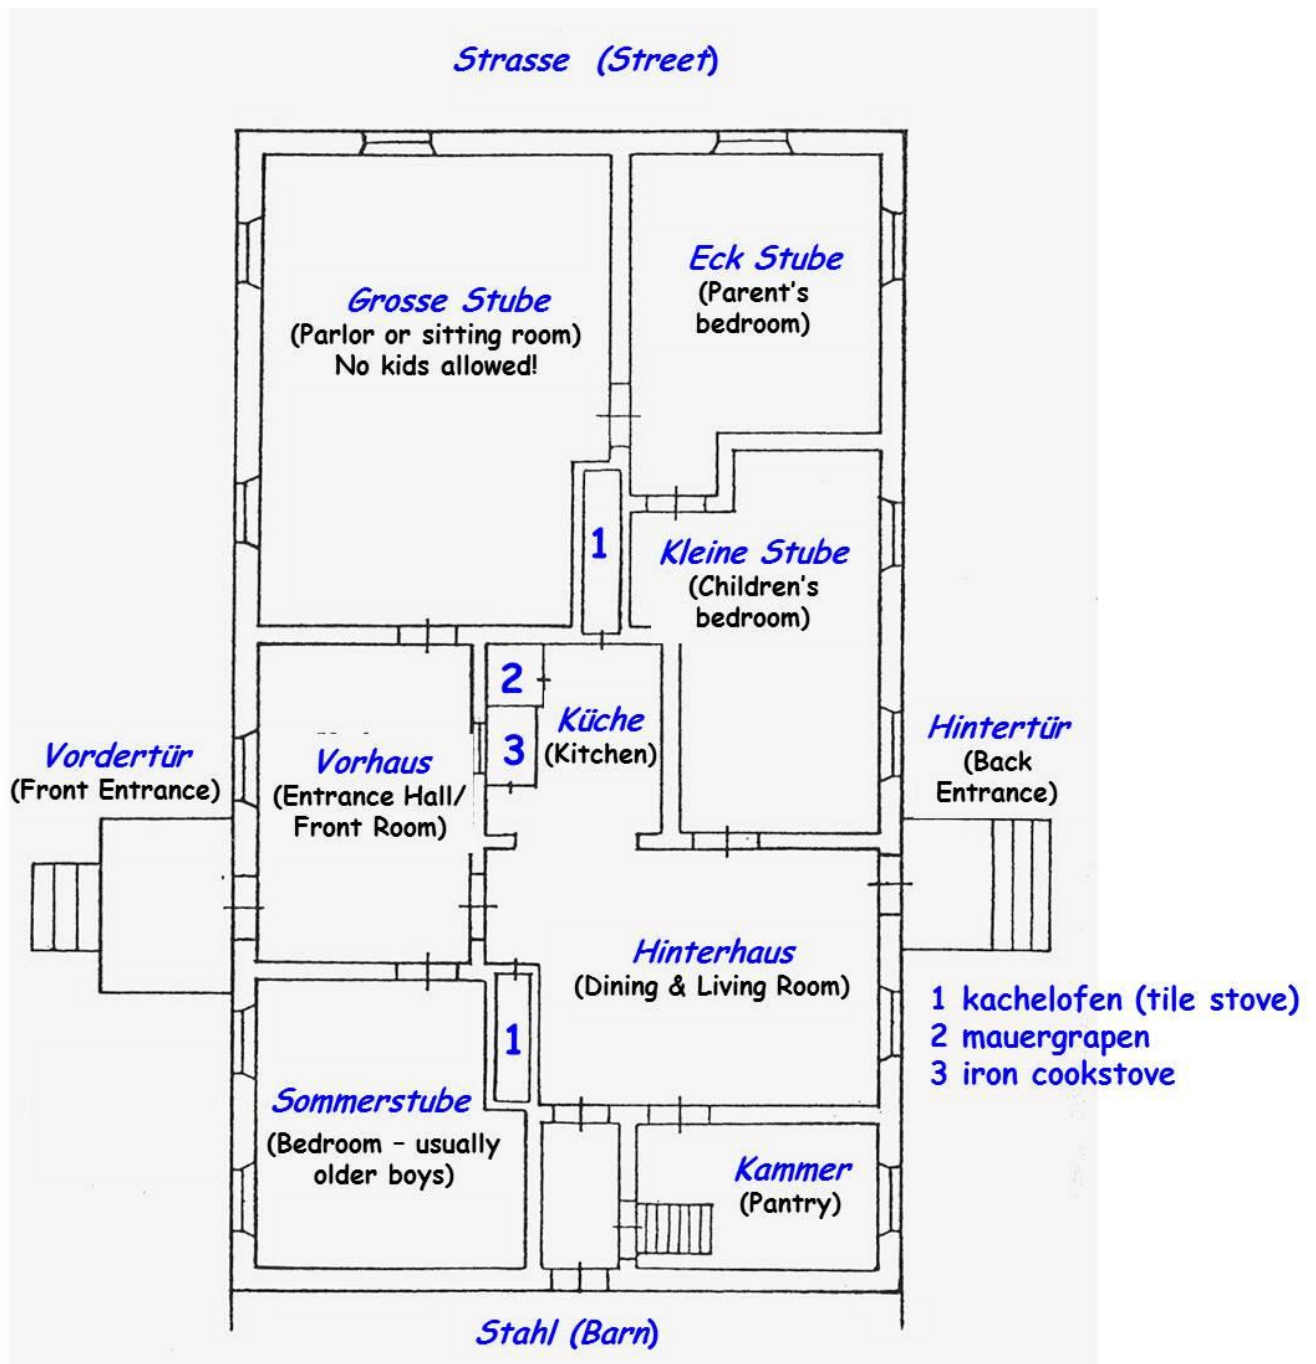 Strasse (Street)
Eck Stube
(Parent's
bedroom)
Grosse Stube
(Parlor or sitting room)
No kids allowed!
1
Kleine Stube
(Children's
bedroom)
2
Küche
(Kitchen)
3
Vorhaus
(Entrance Hall/
Front Room)
Vordertür
(Front Entrance)
Hintertür
(Back
Entrance)
Hinterhaus
(Dining & Living Room)
1 kachelofen (tile stove)
2 mauergrapen
3 iron cookstove
1
Sommerstube
(Bedroom - usually
older boys)
Kammer
(Pantry)
Stahl (Barn)